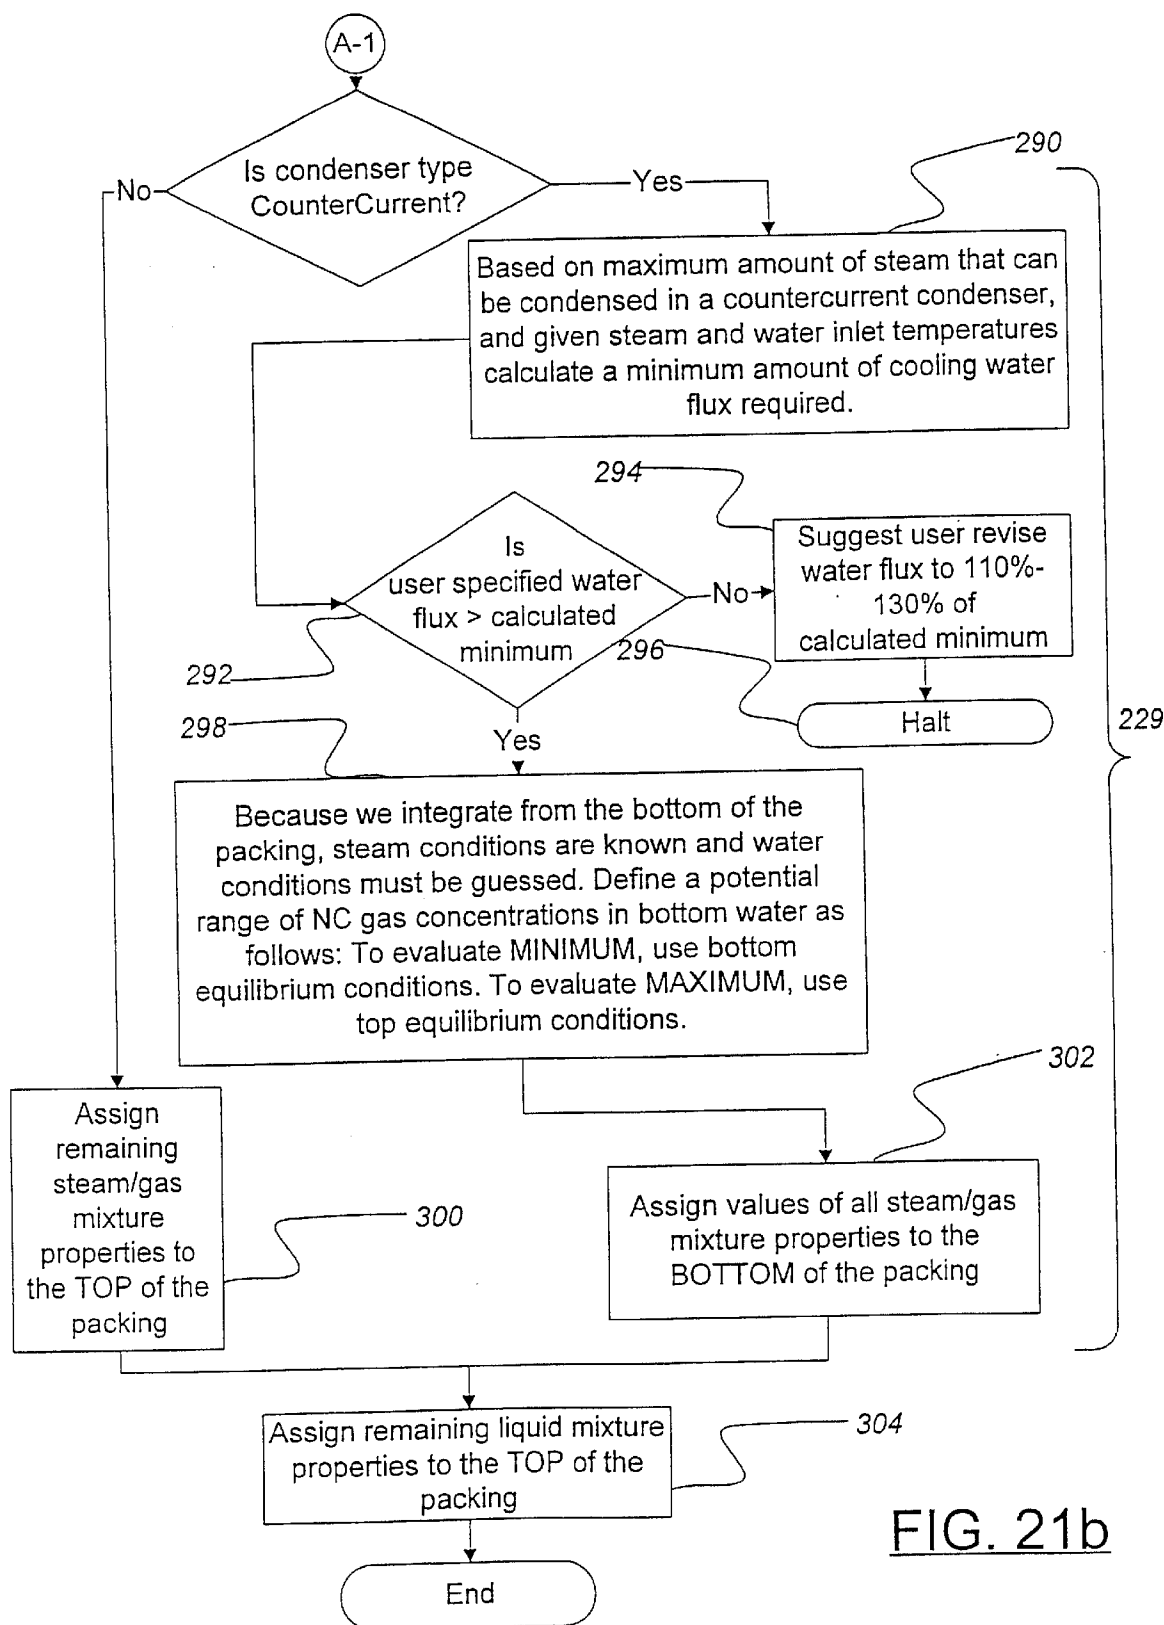 A-1
Is condenser type
CounterCurrent?
No
Yes
290
Based on maximum amount of steam that can
be condensed in a countercurrent condenser,
and given steam and water inlet temperatures
calculate a minimum amount of cooling water
flux required.
294
Is
user specified water
flux > calculated
minimum
No
Suggest user revise
water flux to 110%-
130% of
calculated minimum
292
296
Halt
229
298
Yes
Because we integrate from the bottom of the
packing, steam conditions are known and water
conditions must be guessed. Define a potential
range of NC gas concentrations in bottom water as
follows: To evaluate MINIMUM, use bottom
equilibrium conditions. To evaluate MAXIMUM, use
top equilibrium conditions.
302
Assign
remaining
steam/gas
mixture
properties to
the TOP of the
packing
300
Assign values of all steam/gas
mixture properties to the
BOTTOM of the packing
Assign remaining liquid mixture
properties to the TOP of the
packing
304
End
FIG. 21b